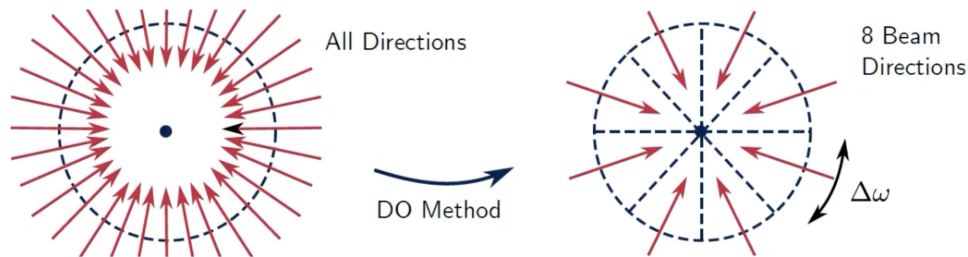 All Directions
DO Method
8 Beam
Directions
Δω